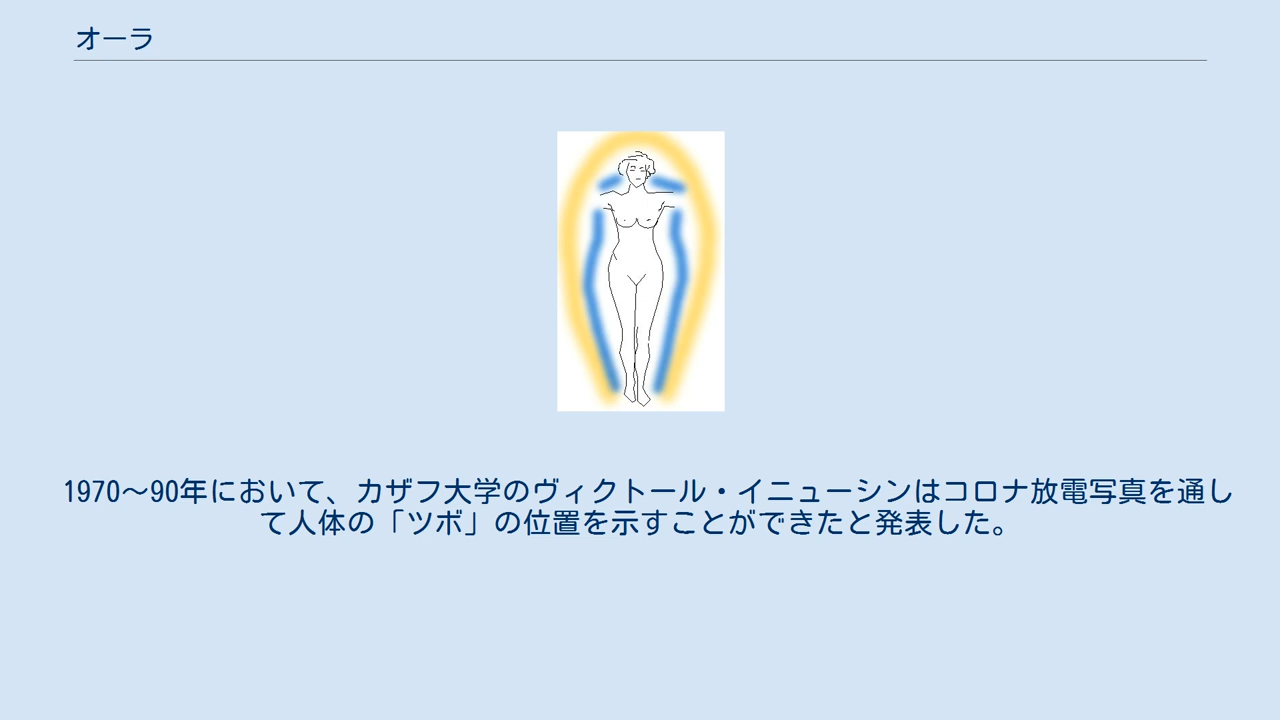 オーラ
1970～90年において、カザフ大学のヴィクトール・イニューシンはコロナ放電写真を通し
て人体の「ツボ」の位置を示すことができたと発表した。